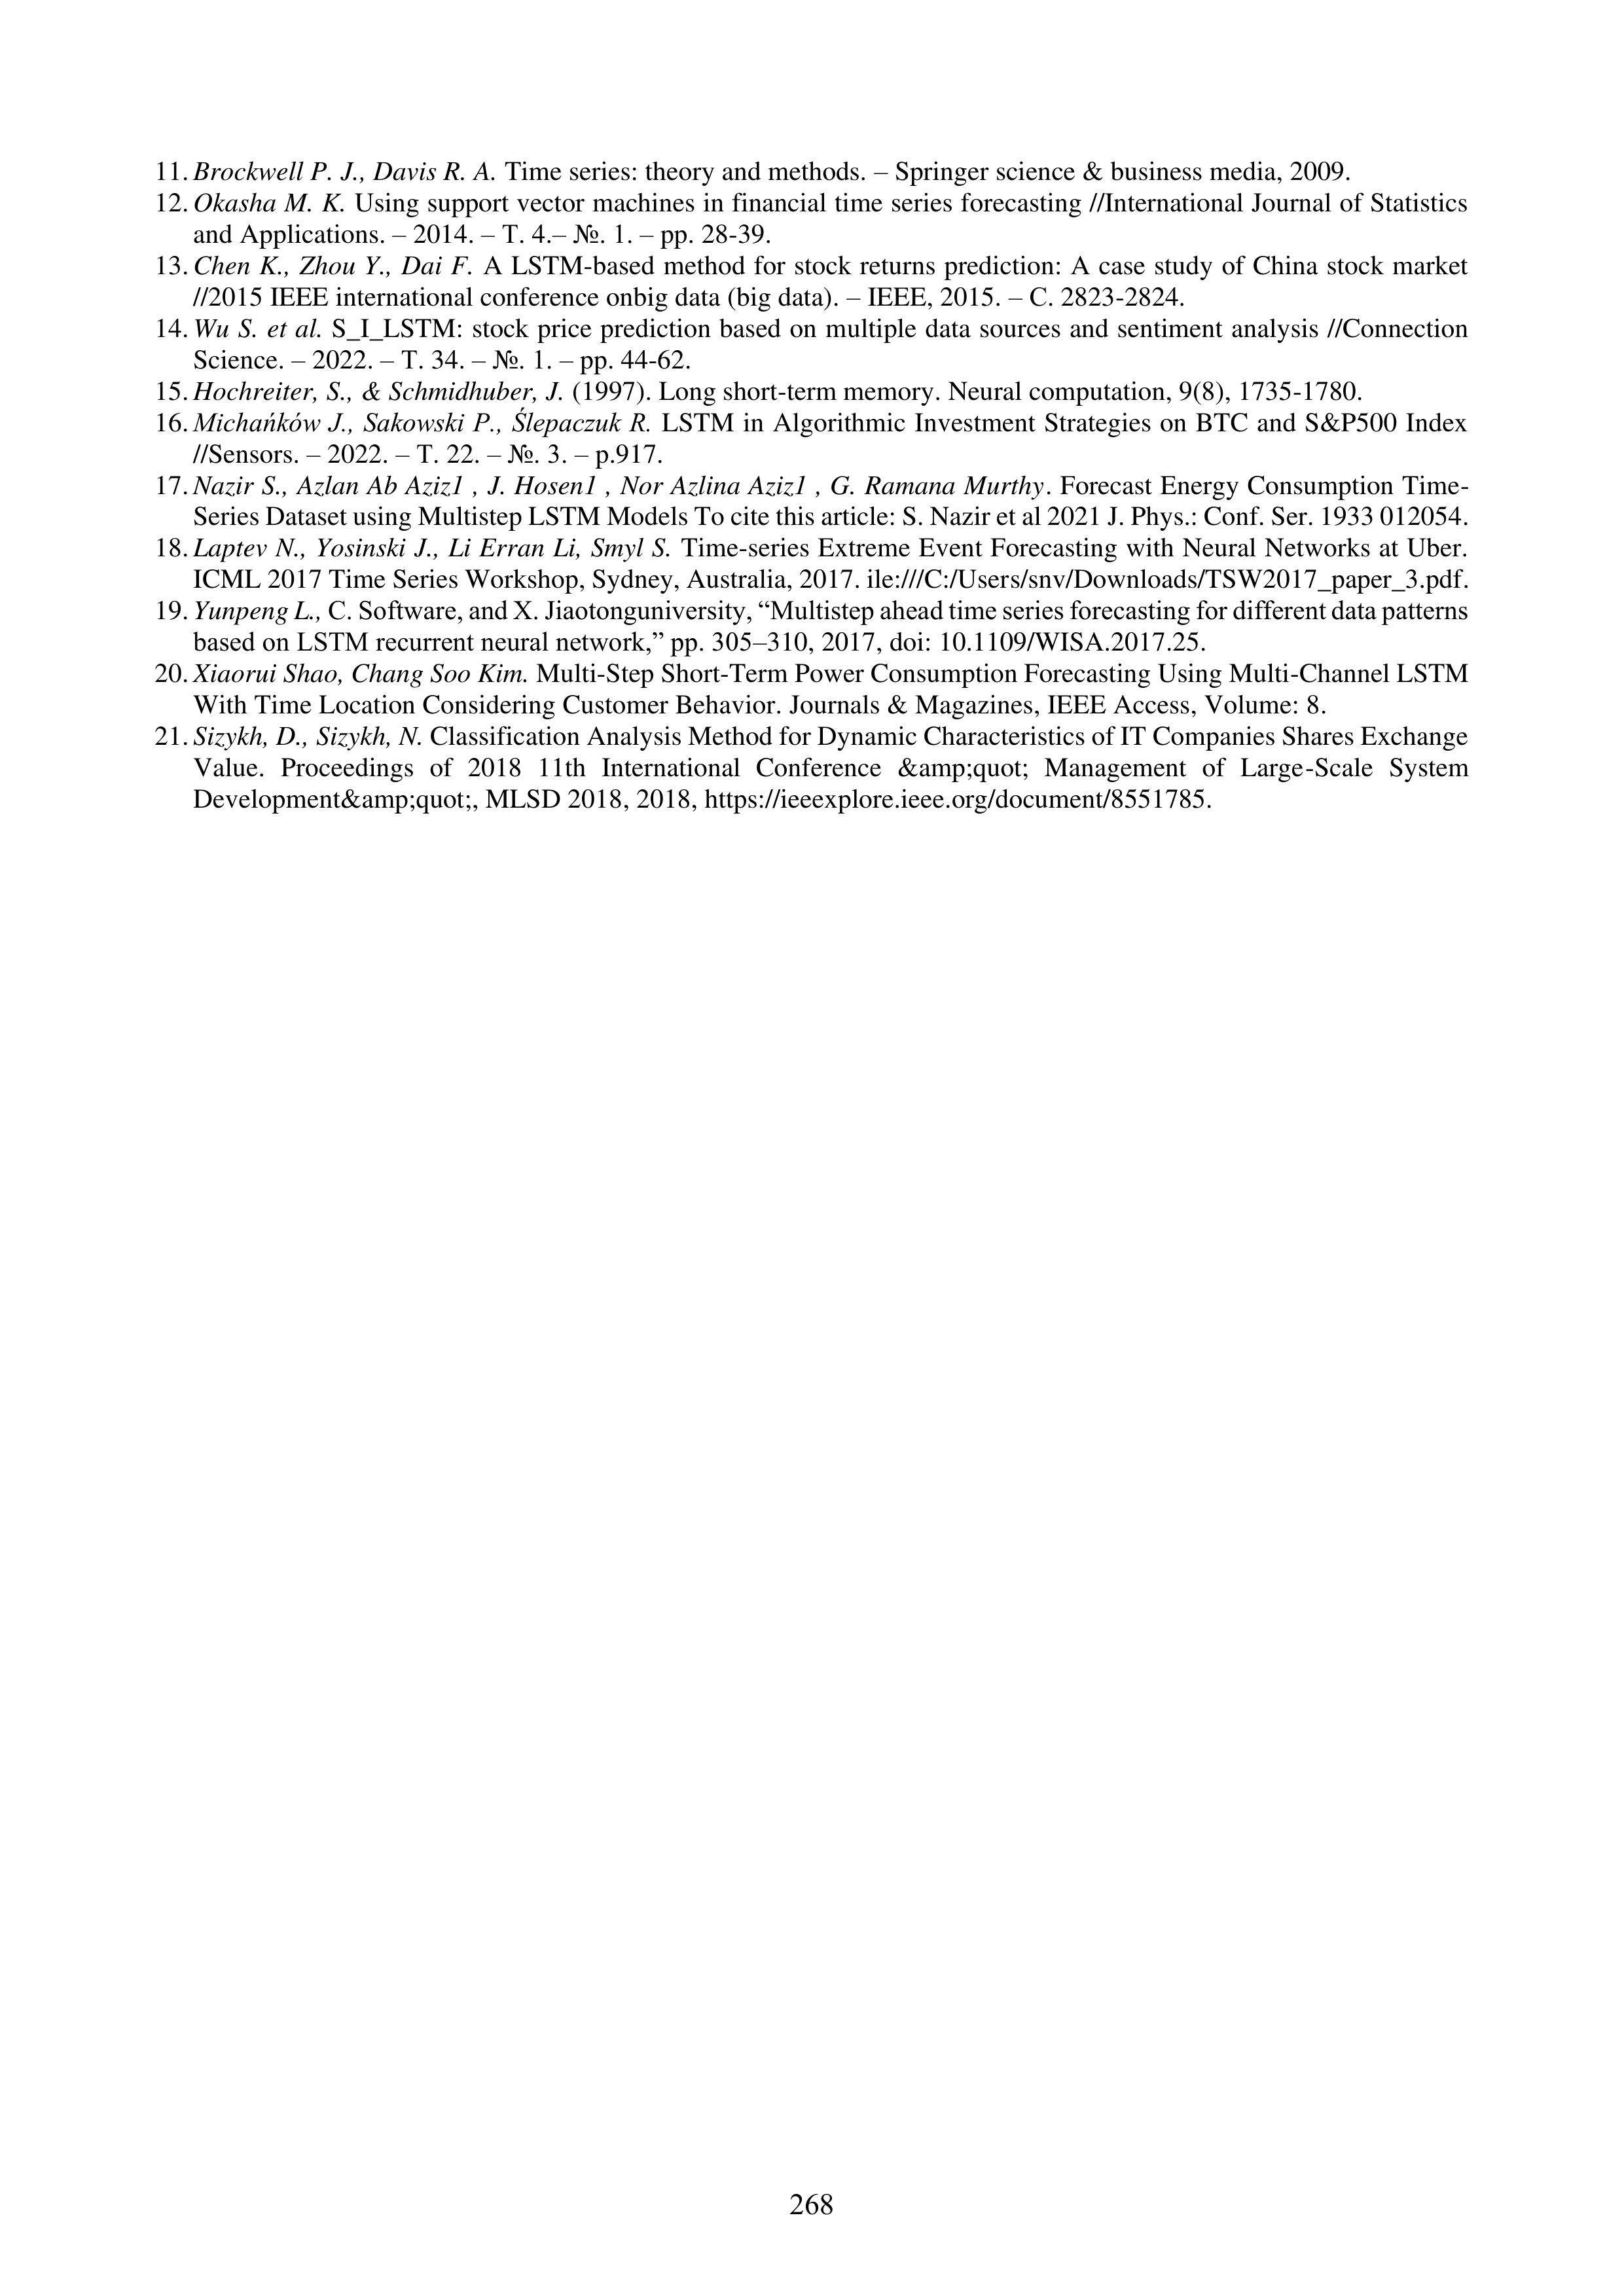 11. Brockwell P. J., Davis R. A. Time series: theory and methods. – Springer science & business media, 2009.
12. Okasha M. K. Using support vector machines in financial time series forecasting //International Journal of Statistics
and Applications. – 2014. – T. 4.– №. 1. – pp. 28-39.
13. Chen K., Zhou Y., Dai F. A LSTM-based method for stock returns prediction: A case study of China stock market
//2015 IEEE international conference onbig data (big data). – IEEE, 2015. – C. 2823-2824.
14. Wu S. et al. S_I_LSTM: stock price prediction based on multiple data sources and sentiment analysis //Connection
Science. – 2022. – T. 34. – №. 1. – pp. 44-62.
15. Hochreiter, S., & Schmidhuber, J. (1997). Long short-term memory. Neural computation, 9(8), 1735-1780.
16. Michańków J., Sakowski P., Ślepaczuk R. LSTM in Algorithmic Investment Strategies on BTC and S&P500 Index
//Sensors. – 2022. – T. 22. – №. 3. – p.917.
17. Nazir S., Azlan Ab Aziz1 , J. Hosen1 , Nor Azlina Aziz1 , G. Ramana Murthy. Forecast Energy Consumption Time-
Series Dataset using Multistep LSTM Models To cite this article: S. Nazir et al 2021 J. Phys.: Conf. Ser. 1933 012054.
18. Laptev N., Yosinski J., Li Erran Li, Smyl S. Time-series Extreme Event Forecasting with Neural Networks at Uber.
ICML 2017 Time Series Workshop, Sydney, Australia, 2017. ile:///C:/Users/snv/Downloads/TSW2017_paper_3.pdf.
19. Yunpeng L., C. Software, and X. Jiaotonguniversity, “Multistep ahead time series forecasting for different data patterns
based on LSTM recurrent neural network,” pp. 305–310, 2017, doi: 10.1109/WISA.2017.25.
20. Xiaorui Shao, Chang Soo Kim. Multi-Step Short-Term Power Consumption Forecasting Using Multi-Channel LSTM
With Time Location Considering Customer Behavior. Journals & Magazines, IEEE Access, Volume: 8.
21. Sizykh, D., Sizykh, N. Classification Analysis Method for Dynamic Characteristics of IT Companies Shares Exchange
Value. Proceedings of 2018 11th International Conference &amp;quot; Management of Large-Scale System
Development&amp;quot;, MLSD 2018, 2018, https://ieeexplore.ieee.org/document/8551785.
268